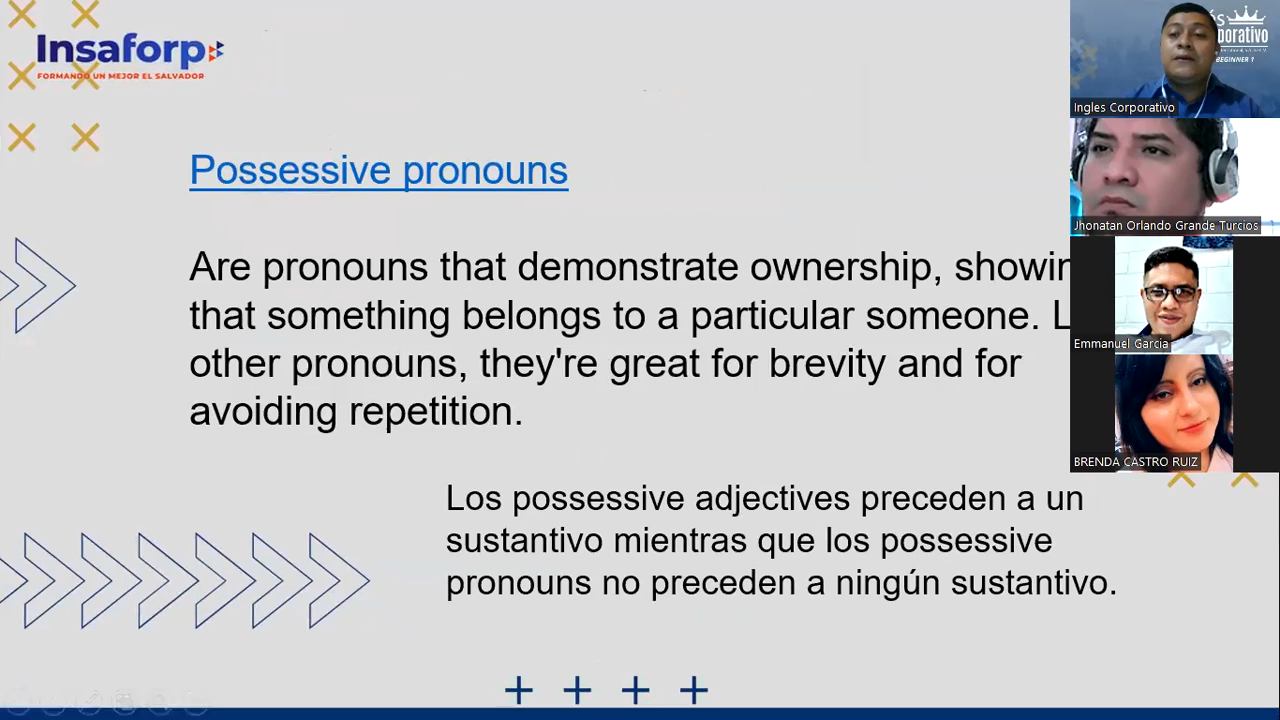 Insaforp
FORMANDO UN MEJOR EL SALVADOR
Possessive pronouns
Are pronouns that demonstrate ownership,
that something belongs to a particular someone.
other pronouns, they're great for brevity and for
avoiding repetition.
Los possessive adjectives preceden a un
sustantivo mientras que los possessive
pronouns no preceden a ningún sustantivo.
BEGINNER 1
Ingles Corporativo
Jhonatan Orlando Grande Turcios
Emmanuel Garcia
BRENDA CASTRO RUIZ